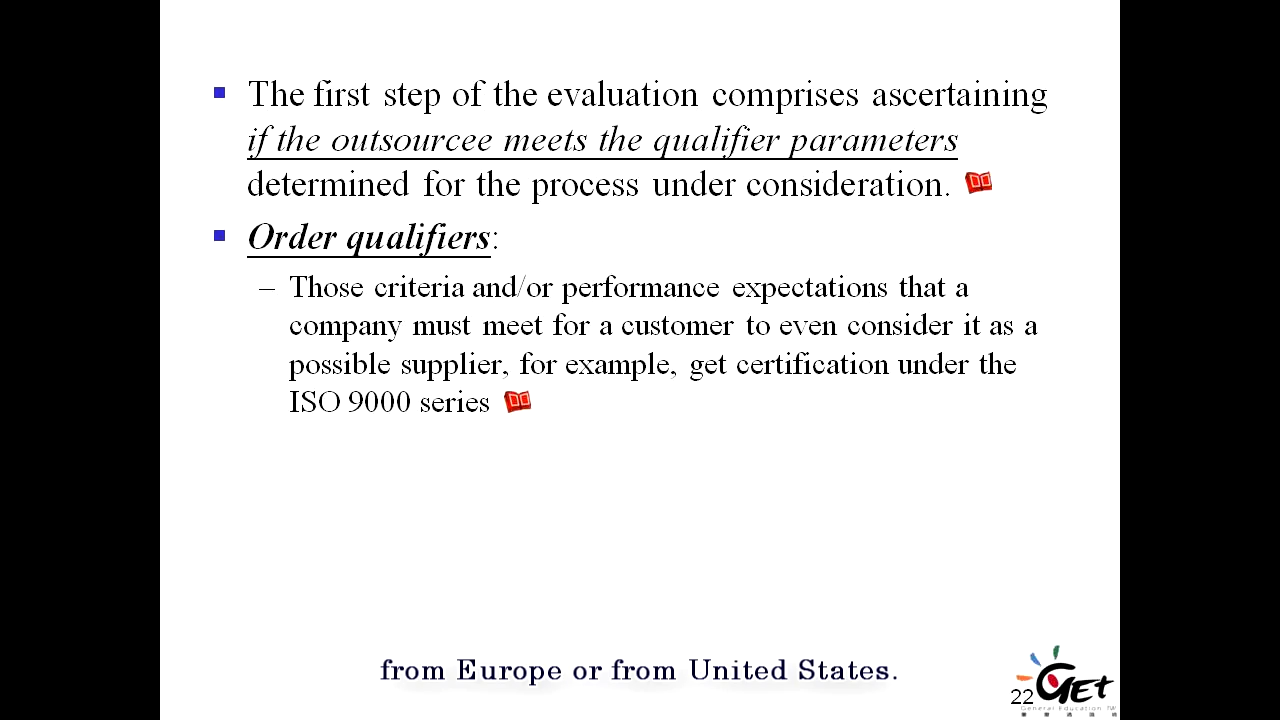 The first step of the evaluation comprises ascertaining
if the outsourcee meets the qualifier parameters
determined for the process under consideration.
Order qualifiers:
– Those criteria and/or performance expectations that a
company must meet for a customer to even consider it as a
possible supplier, for example, get certification under the
ISO 9000 series
from Europe or from United States.
22
GET
General Education TW